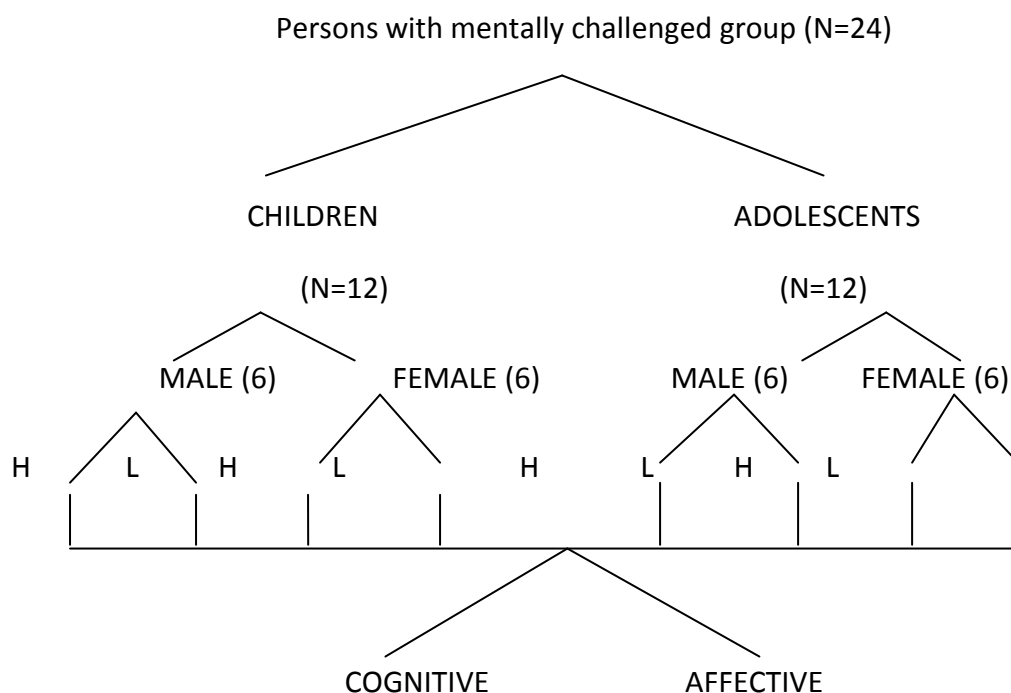 Persons with mentally challenged group (N=24)
CHILDREN ADOLESCENTS
(N=12) (N=12)
MALE (6) FEMALE (6) MALE (6) FEMALE (6)
H L H L H L H L
COGNITIVE AFFECTIVE